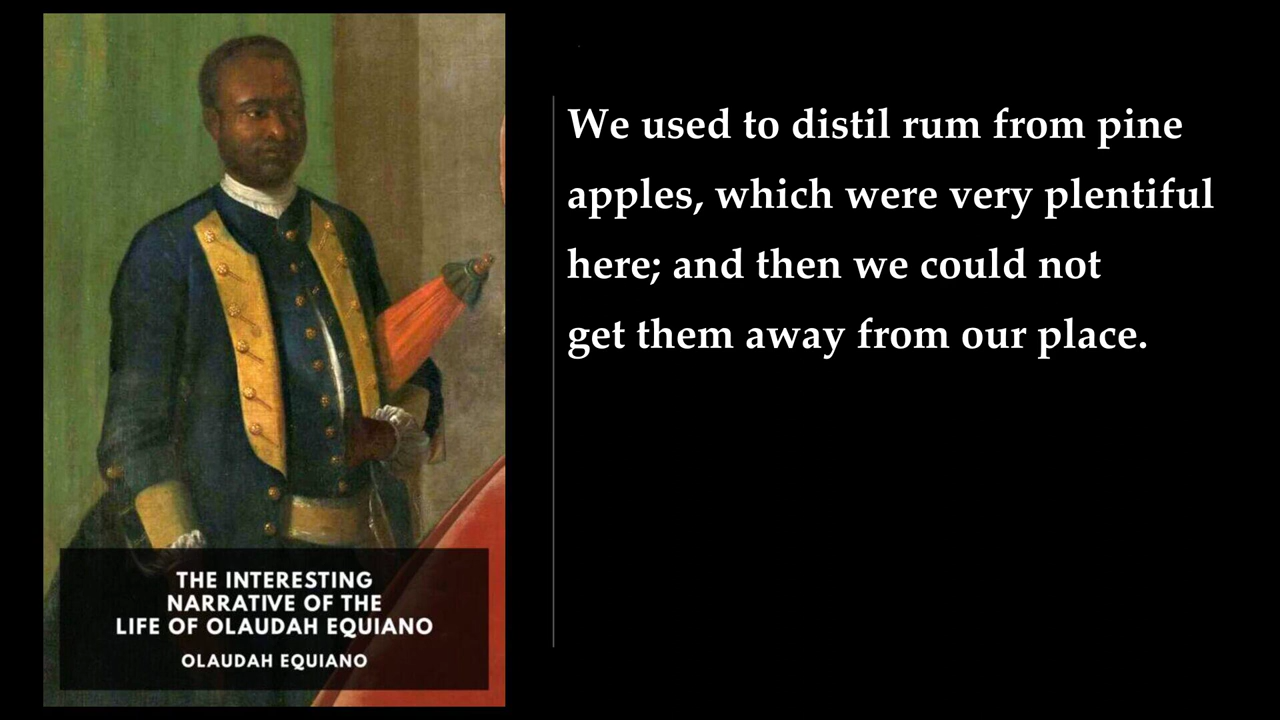 We used to distil rum from pine
apples, which were very plentiful
here; and then we could not
get them away from our place.
THE INTERESTING
NARRATIVE OF THE
LIFE OF OLAUDAH EQUIANO
OLAUDAH EQUIANO